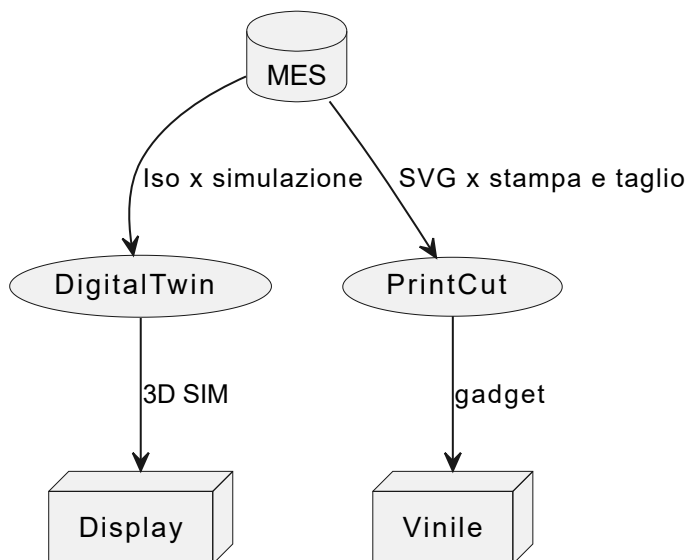 MES
Iso x simulazione
SVG x stampa e taglio
DigitalTwin
PrintCut
3D SIM
gadget
Display
Vinile